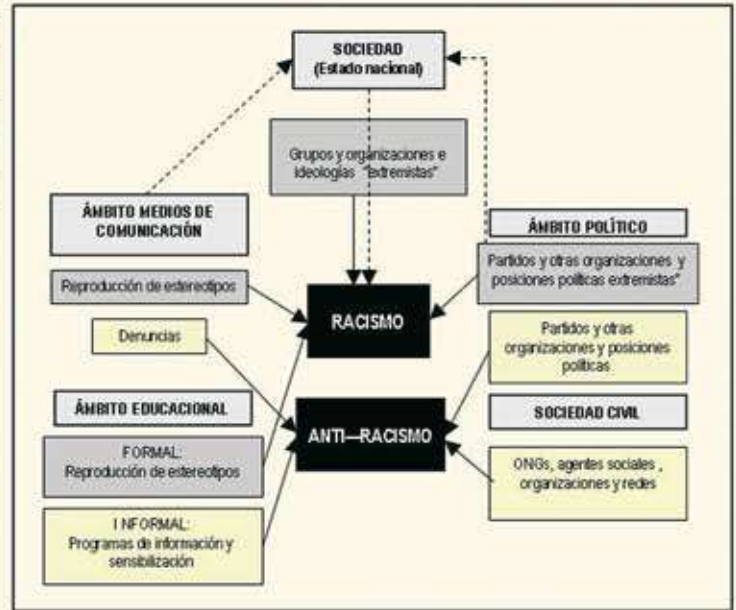 SOCIEDAD
(Estado nacional)
Grupos y organizaciones e
ideologías "extremistas"
ÁMBITO MEDIOS DE
COMUNICACIÓN
Reproducción de estereotipos
Denuncias
ÁMBITO POLÍTICO
Partidos y otras organizaciones y
posiciones políticas extremistas"
Partidos y otras
organizaciones y posiciones
políticas
RACISMO
ANTI—RACISMO
ÁMBITO EDUCACIONAL
FORMAL:
Reproducción de estereotipos
INFORMAL:
Programas de información y
sensibilización
SOCIEDAD CIVIL
ONGs, agentes sociales ,
organizaciones y redes